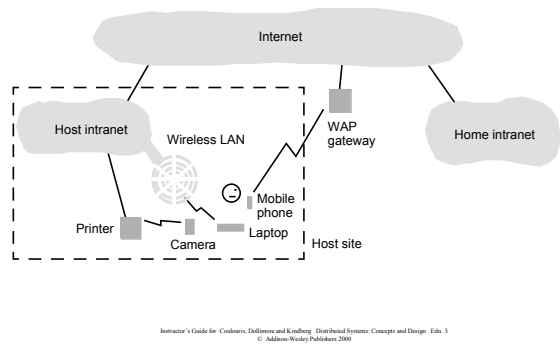 Internet
Host intranet
Wireless LAN
WAP
gateway
Home intranet
Mobile
phone
Printer
Camera
Laptop
Host site
Instructor's Guide for Coulouris, Dollimore and Kindberg Distributed Systems: Concepts and Design Edn. 3
© Addison-Wesley Publishers 2000